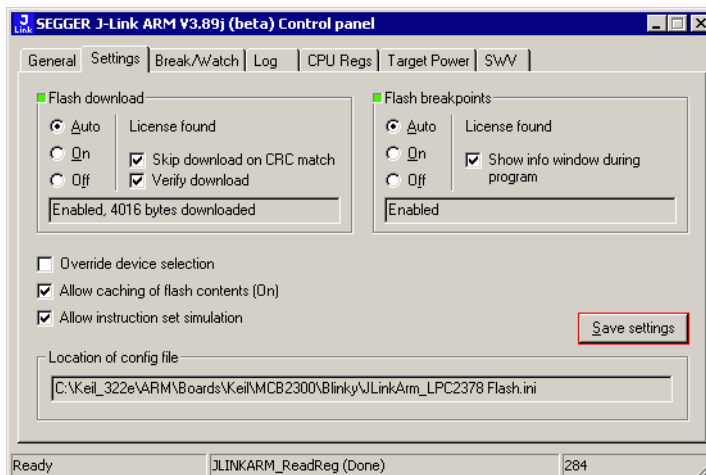 J Link SEGGER J-Link ARM V3.89j (beta) Control panel
General Settings Break/Watch Log CPU Regs Target Power SWV
Flash download
Auto License found
On Skip download on CRC match
Off Verify download
Enabled, 4016 bytes downloaded
Flash breakpoints
Auto License found
On Show info window during
Off program
Enabled
Override device selection
Allow caching of flash contents (On)
Allow instruction set simulation
Save settings
Location of config file
C:\Keil_322e\ARM\Boards\Keil\MCB2300\Blinky\JLinkArm_LPC2378 Flash.ini
Ready JLINKARM_ReadReg (Done) 284